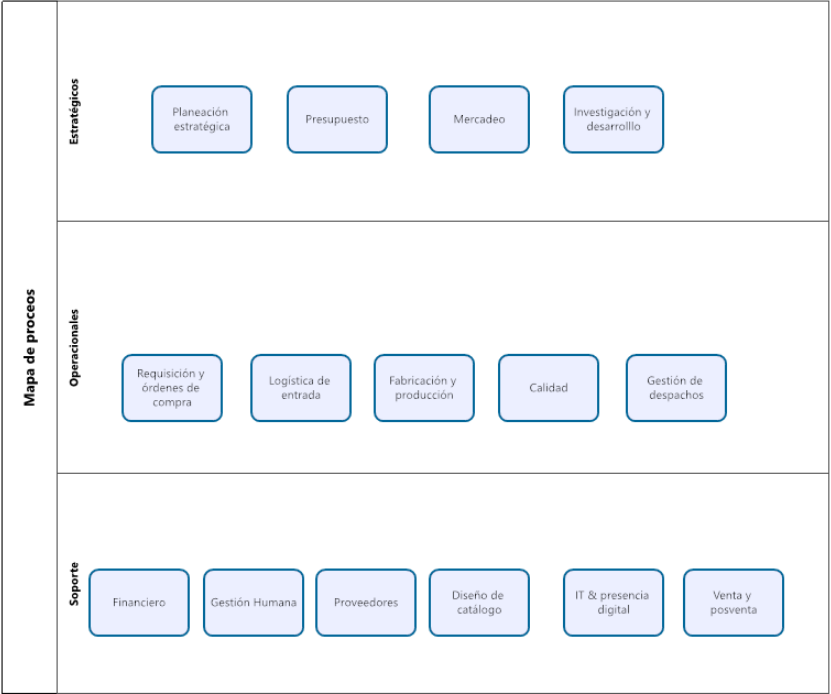 Mapa de proceos
Estratégicos
Planeación
estratégica
Presupuesto
Mercadeo
Investigación y
desarrolllo
Operacionales
Requisición y
órdenes de
compra
Logística de
entrada
Fabricación y
producción
Calidad
Gestión de
despachos
Soporte
Financiero
Gestión Humana
Proveedores
Diseño de
catálogo
IT & presencia
digital
Venta y
posventa